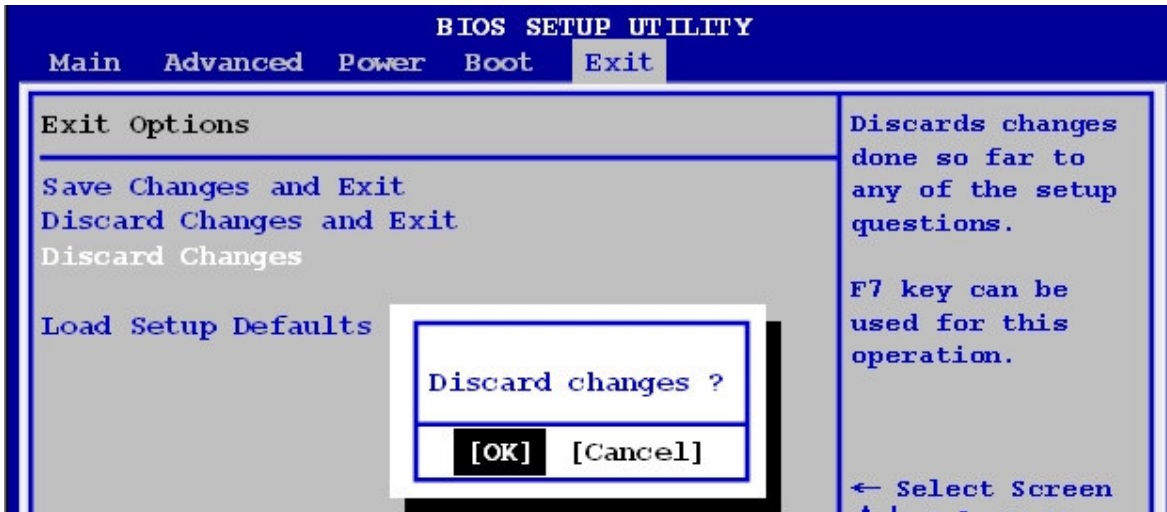 BIOS SETUP UTILITY
Main Advanced Power Boot Exit
Exit Options
Save Changes and Exit
Discard Changes and Exit
Discard Changes
Load Setup Defaults
Discard changes ?
[OK] [Cancel]
Discards changes
done so far to
any of the setup
questions.
F7 key can be
used for this
operation.
← Select Screen